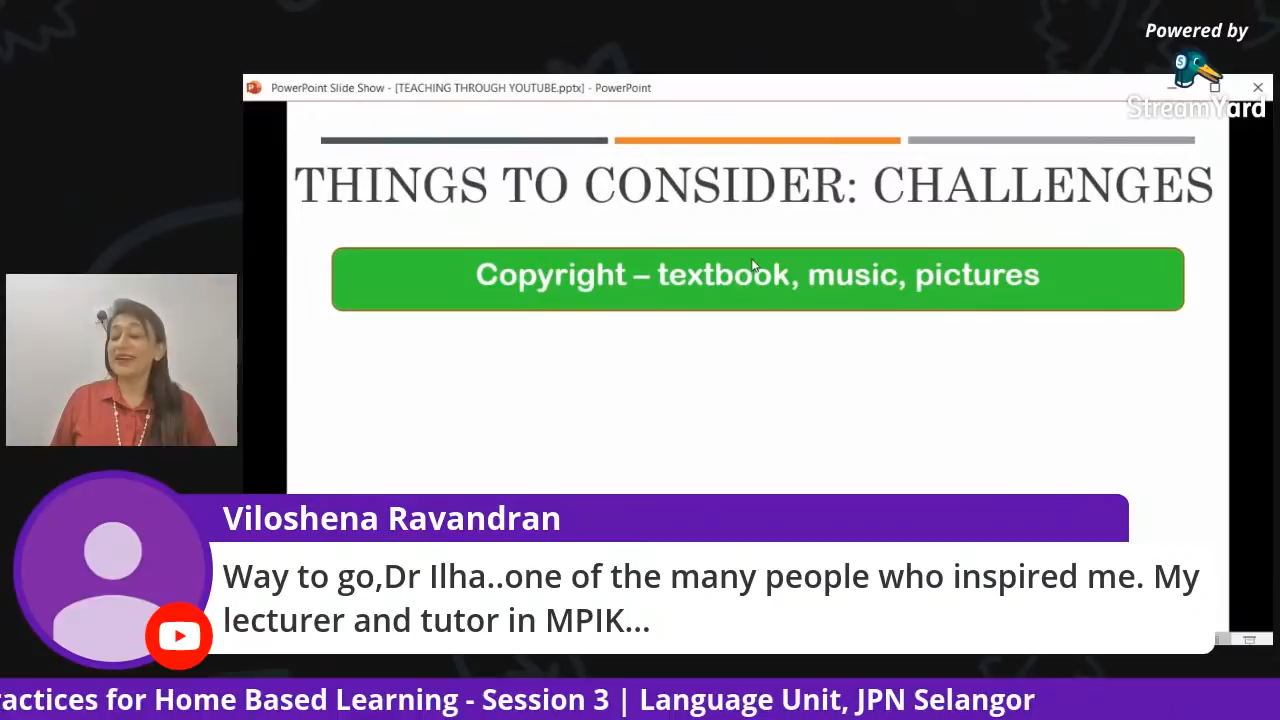 Powered by
StreamYard
PowerPoint Slide Show - [TEACHING THROUGH YOUTUBE.pptx] - PowerPoint
THINGS TO CONSIDER: CHALLENGES
Copyright – textbook, music, pictures
Viloshena Ravandran
Way to go,Dr Ilha..one of the many people who inspired me. My
lecturer and tutor in MPIK...
ractices for Home Based Learning - Session 3 | Language Unit, JPN Selangor